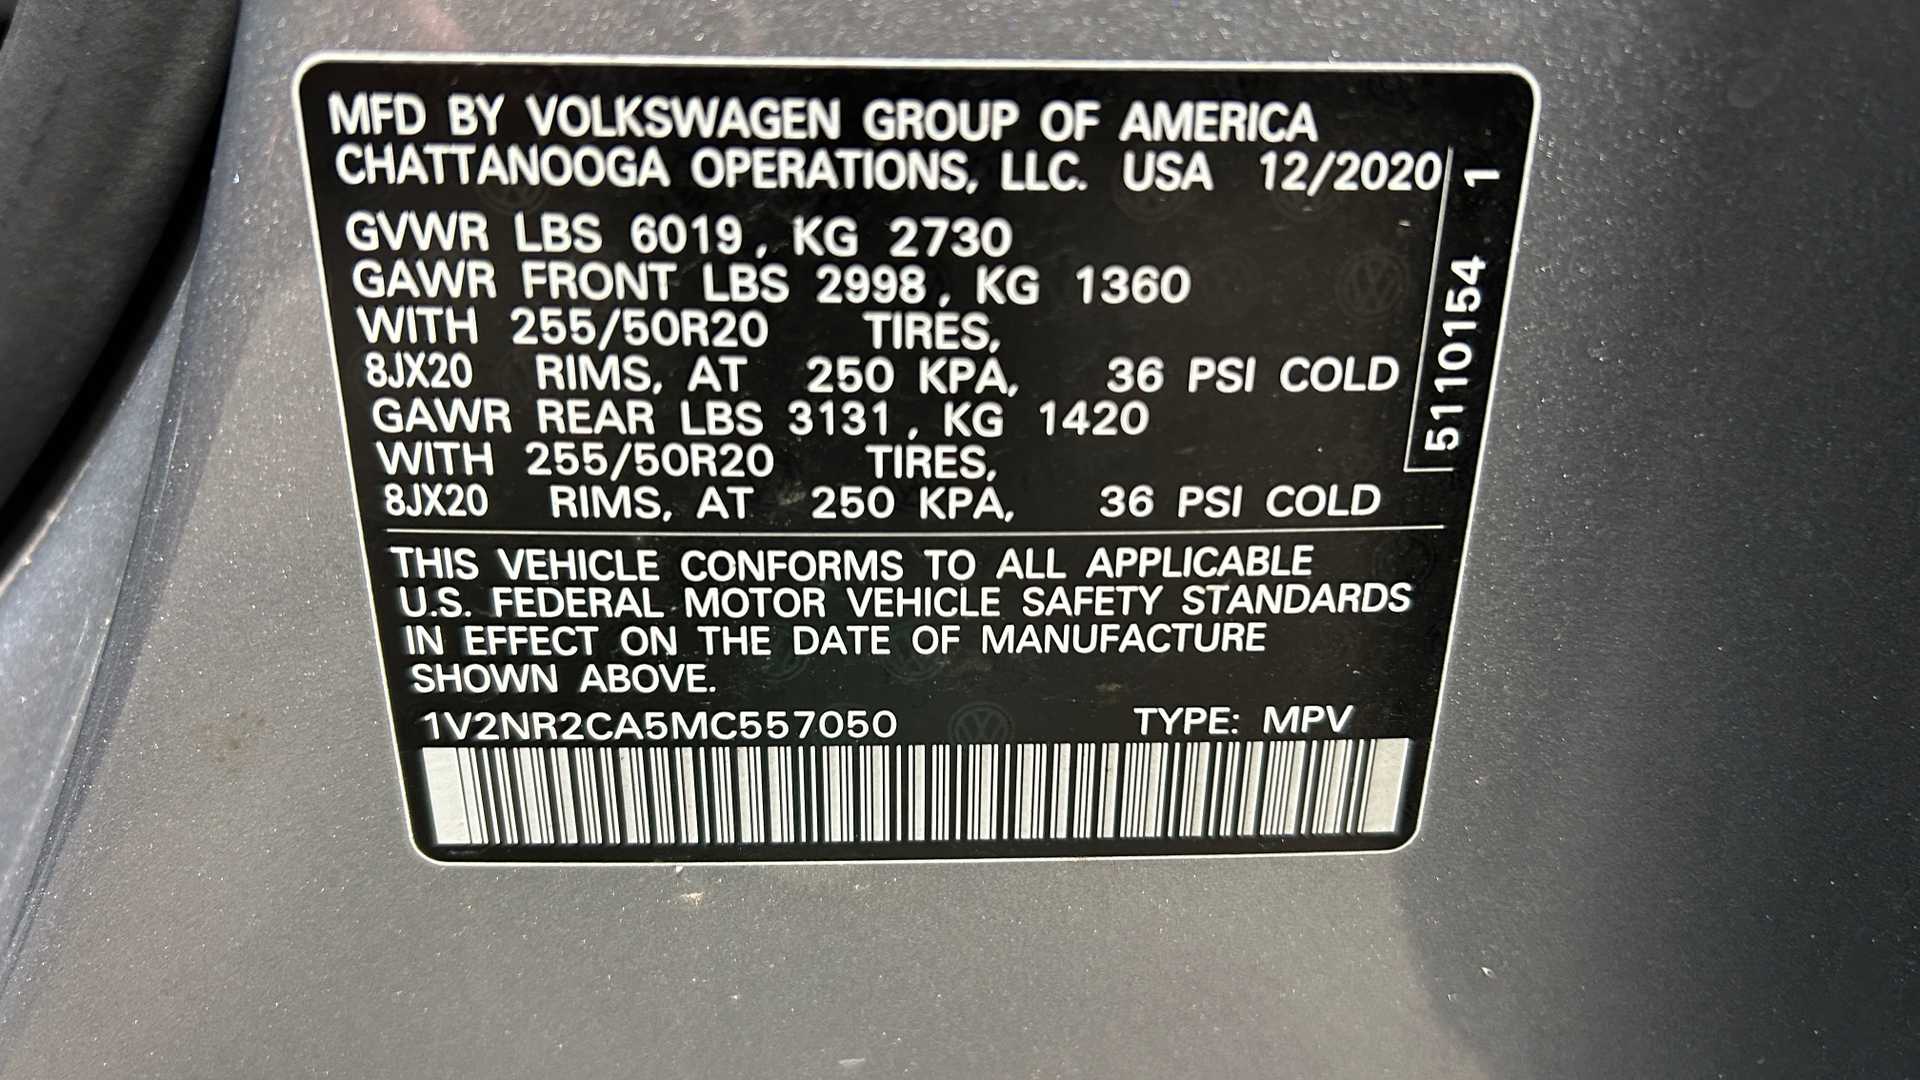 MFD BY VOLKSWAGEN GROUP OF AMERICA
CHATTANOOGA OPERATIONS, LLC. USA 12/2020
GVWR LBS 6019, KG 2730
GAWR FRONT LBS 2998, KG 1360
WITH 255/50R20 TIRES,
8JX20 RIMS, AT 250 KPA, 36 PSI COLD
GAWR REAR LBS 3131, KG 1420
WITH 255/50R20 TIRES,
8JX20 RIMS, AT 250 KPA, 36 PSI COLD
5110154 1
THIS VEHICLE CONFORMS TO ALL APPLICABLE
U.S. FEDERAL MOTOR VEHICLE SAFETY STANDARDS
IN EFFECT ON THE DATE OF MANUFACTURE
SHOWN ABOVE.
1V2NR2CA5MC557050 TYPE: MPV